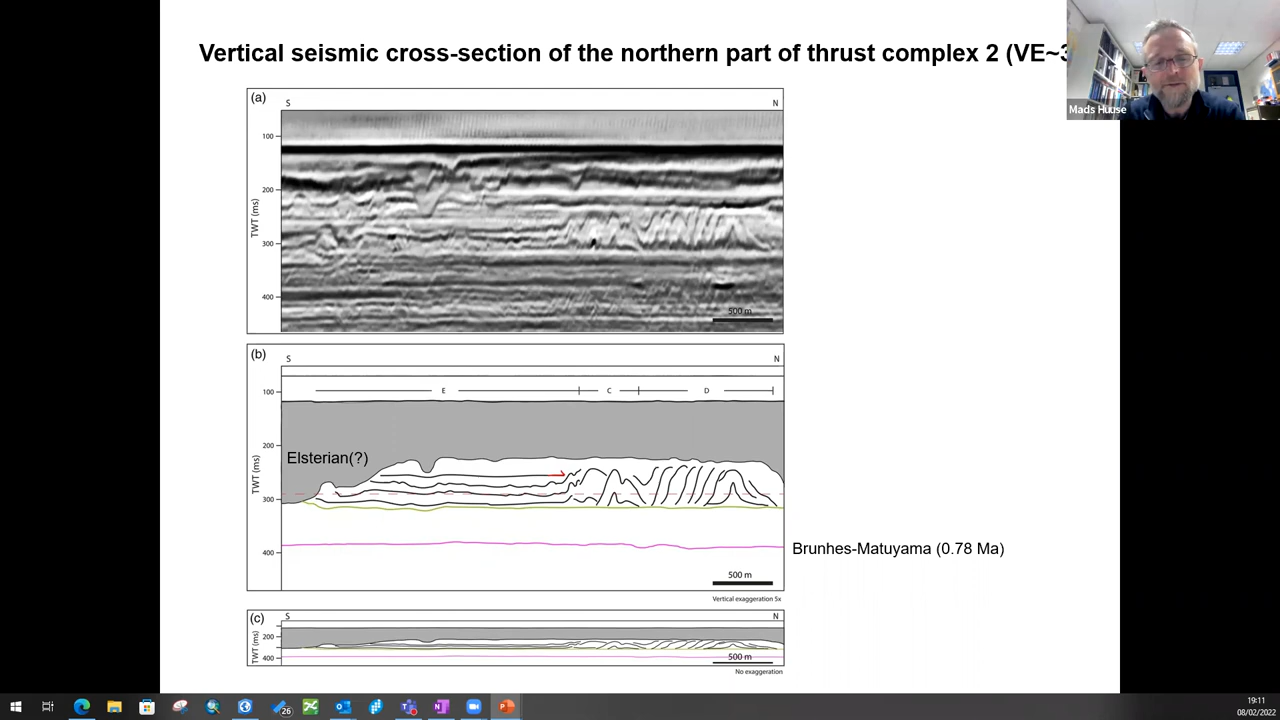 Vertical seismic cross-section of the northern part of thrust complex 2 (VE~3
Mads Huuse
(a)
S
N
100
200
300
400
TWT (ms)
500 m
(b)
S
N
E
C
D
100
200
300
400
TWT (ms)
Elsterian(?)
Brunhes-Matuyama (0.78 Ma)
500 m
Vertical exaggeration 5x
(c)
S
N
200
400
TWT (ms)
500 m
No exaggeration
26
19:11
08/02/2022